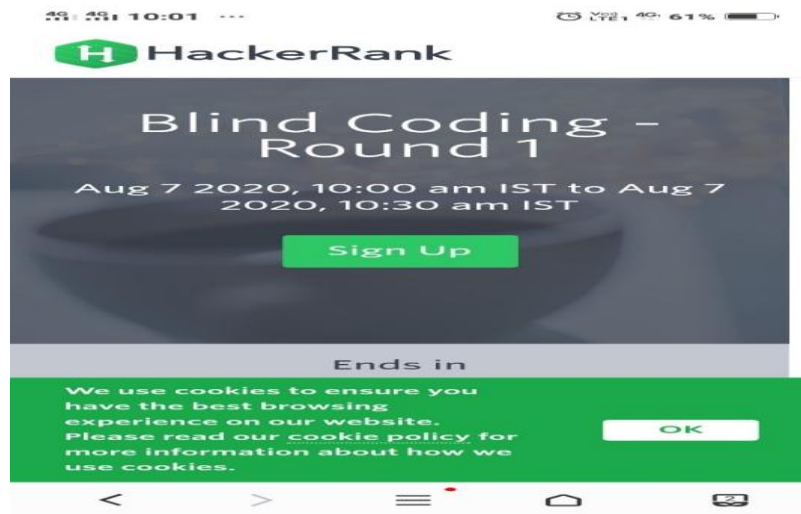 10:01 ... 61%
HackerRank
Blind Coding -
Round 1
Aug 7 2020, 10:00 am IST to Aug 7
2020, 10:30 am IST
Sign Up
Ends in
We use cookies to ensure you
have the best browsing
experience on our website.
Please read our cookie policy for
more information about how we
use cookies.
OK
2